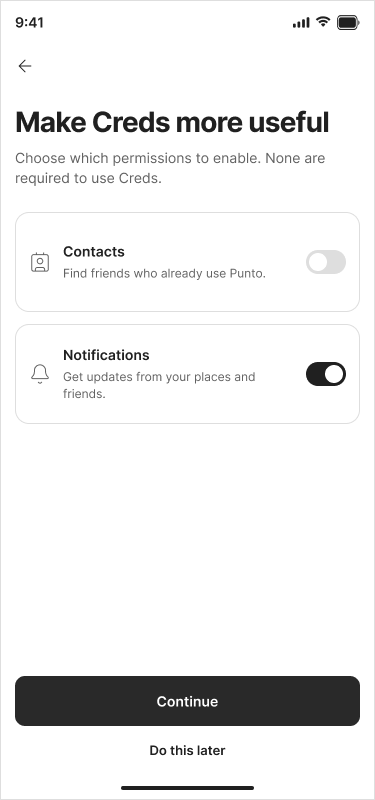 9:41
Make Creds more useful
Choose which permissions to enable. None are
required to use Creds.
Contacts
Find friends who already use Punto.
Notifications
Get updates from your places and
friends.
Continue
Do this later